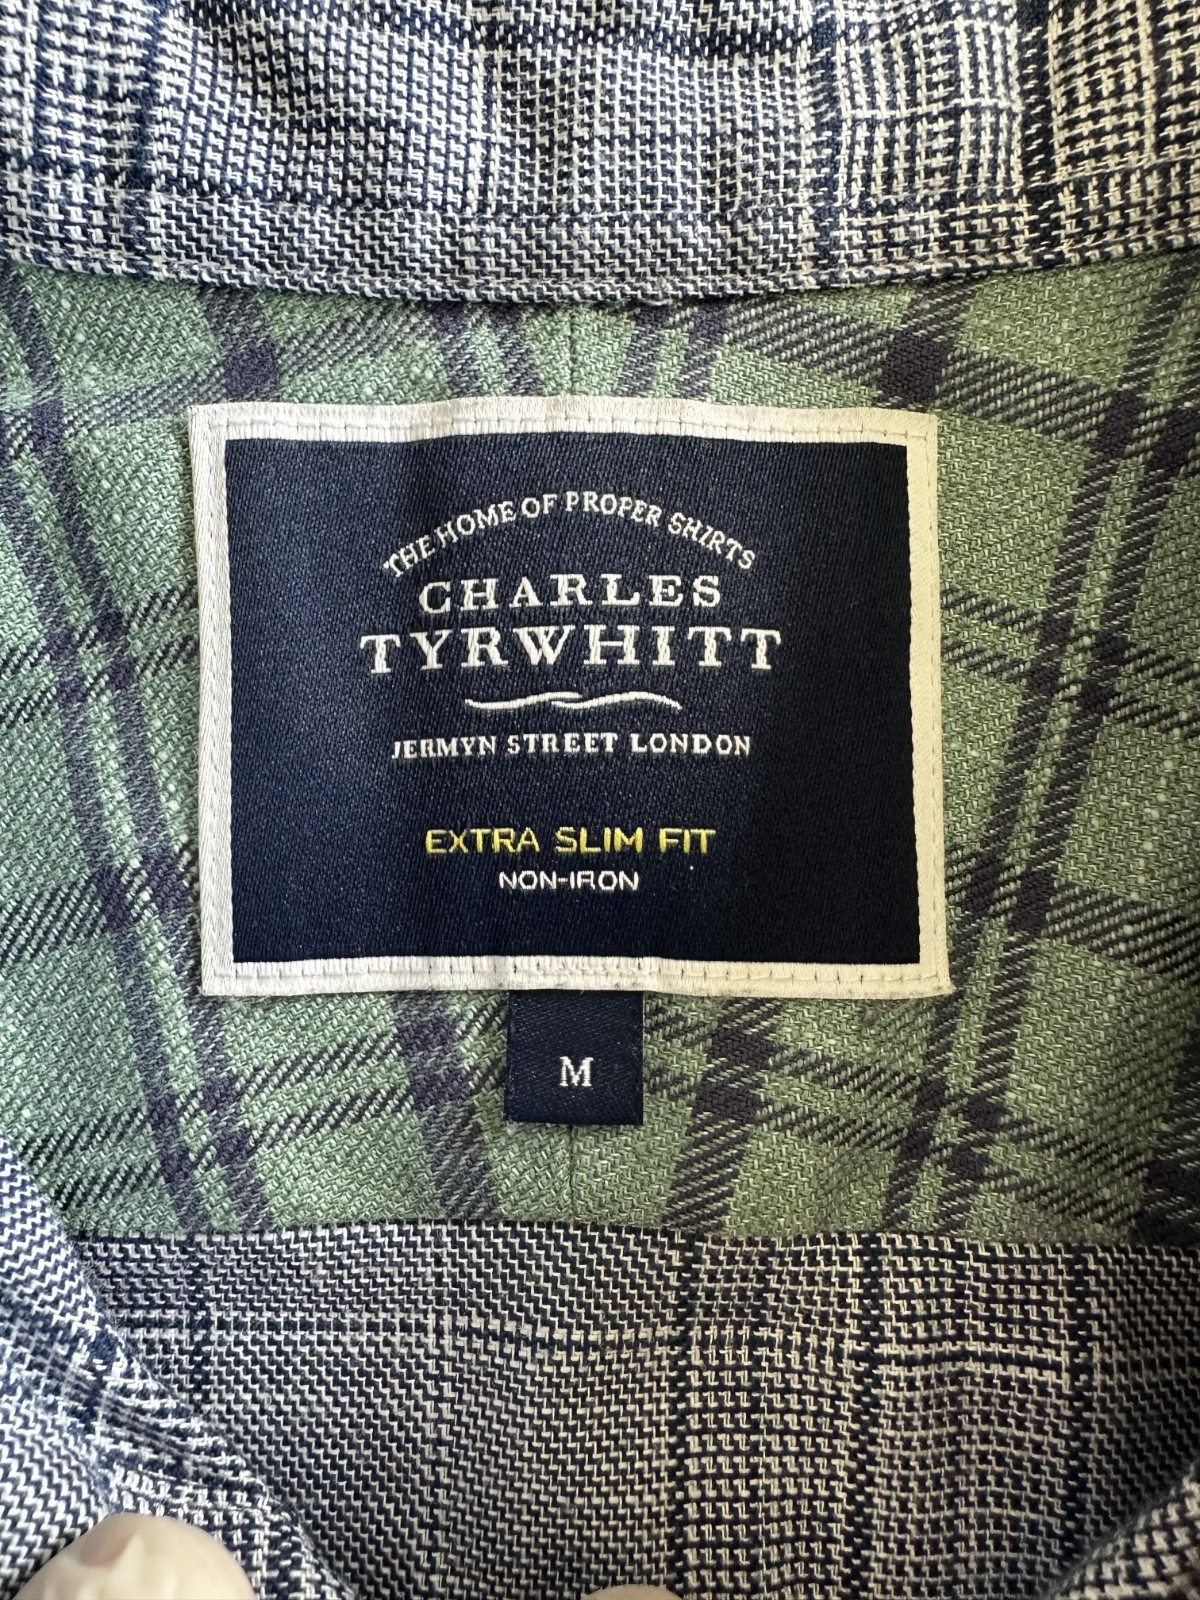 THE HOME OF PROPER SHIRTS
CHARLES
TYRWHITT
JERMYN STREET LONDON
EXTRA SLIM FIT
NON-IRON
M